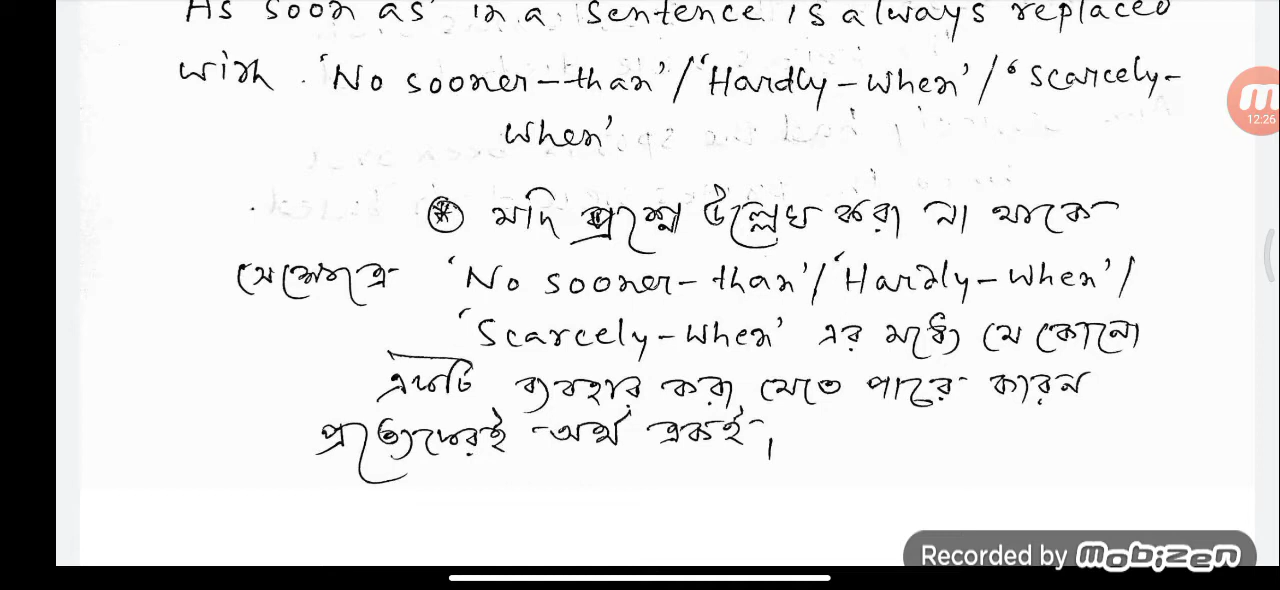 As soon as in a sentence is always replaced
with 'No sooner-than'/'Hardly-when'/'Scarcely-
when'
মদি প্রশ্নে উল্লেখ করা না থাকে
সেক্ষেত্রে 'No sooner-than'/'Hardly-when'/
'Scarcely-when' এর মধ্যে যে কোনো
একটি ব্যবহার করা যেতে পারে কারন
প্রত্যেকেরই অর্থ একই,
12:26
Recorded by mobizen